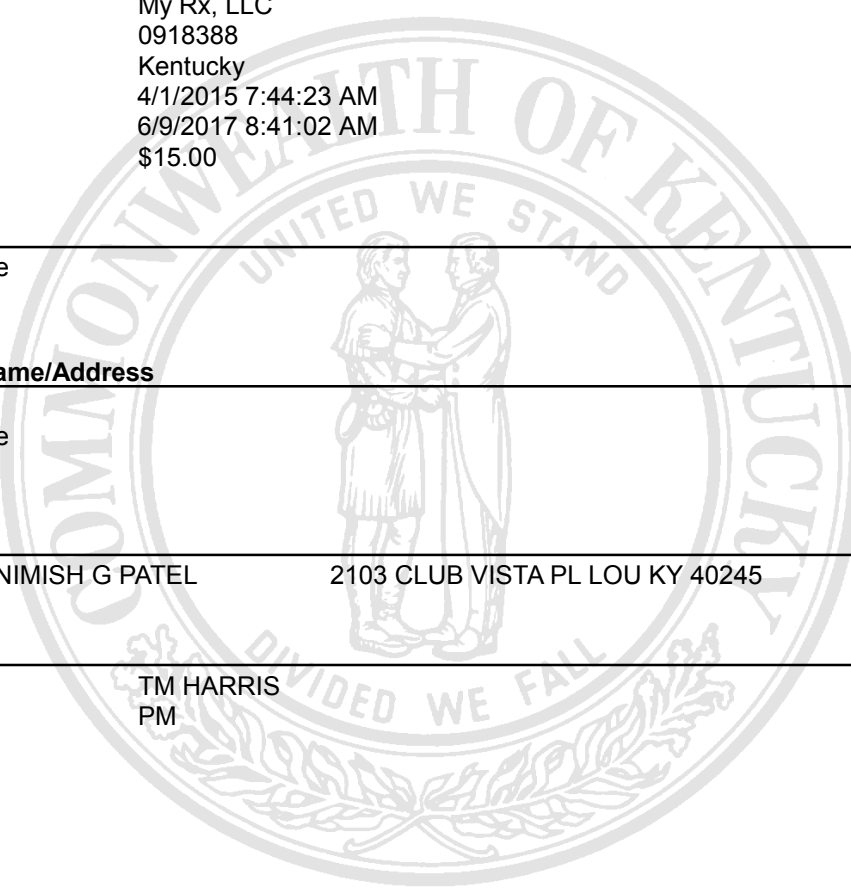 My Rx, LLC
0918388
Kentucky
4/1/2015 7:44:23 AM
6/9/2017 8:41:02 AM
$15.00
COMMONWEALTH OF KENTUCKY
UNITED WE STAND
e
ame/Address
e
NIMISH G PATEL 2103 CLUB VISTA PL LOU KY 40245
DIVIDED WE FALL
TM HARRIS
PM